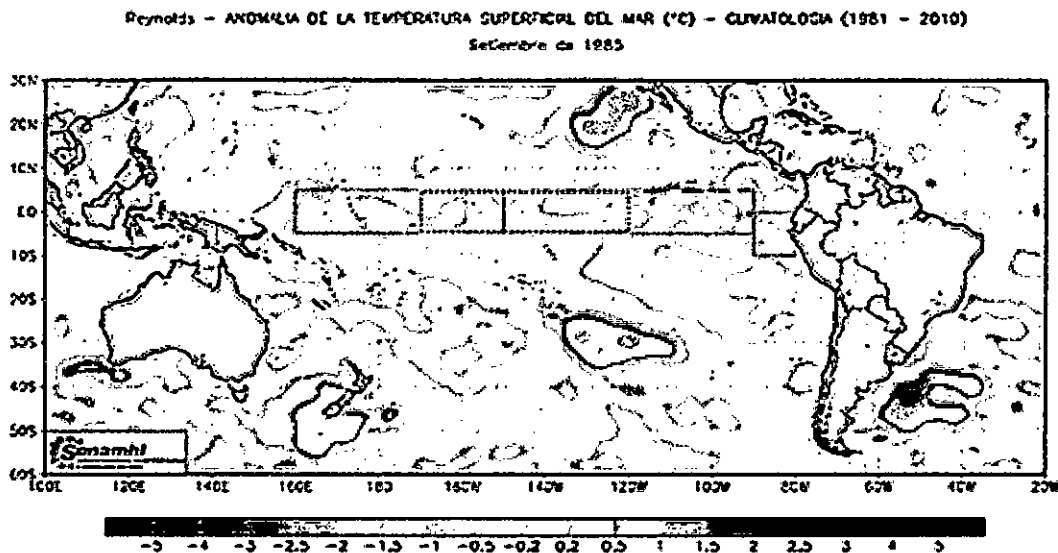 Reynolds - ANOMALIA DE LA TEMPERATURA SUPERFICIAL DEL MAR (°C) - CLIMATOLOGIA (1981 - 2010)
Setiembre de 1985
30N
20N
10N
EQ
10S
20S
30S
40S
50S
60S
Senamhi
100E 120E 140E 160E 180 160W 140W 120W 100W 80W 60W 40W 20W
-5 -4 -3 -2.5 -2 -1.5 -1 -0.5 -0.2 0.2 0.5 1 1.5 2 2.5 3 4 5